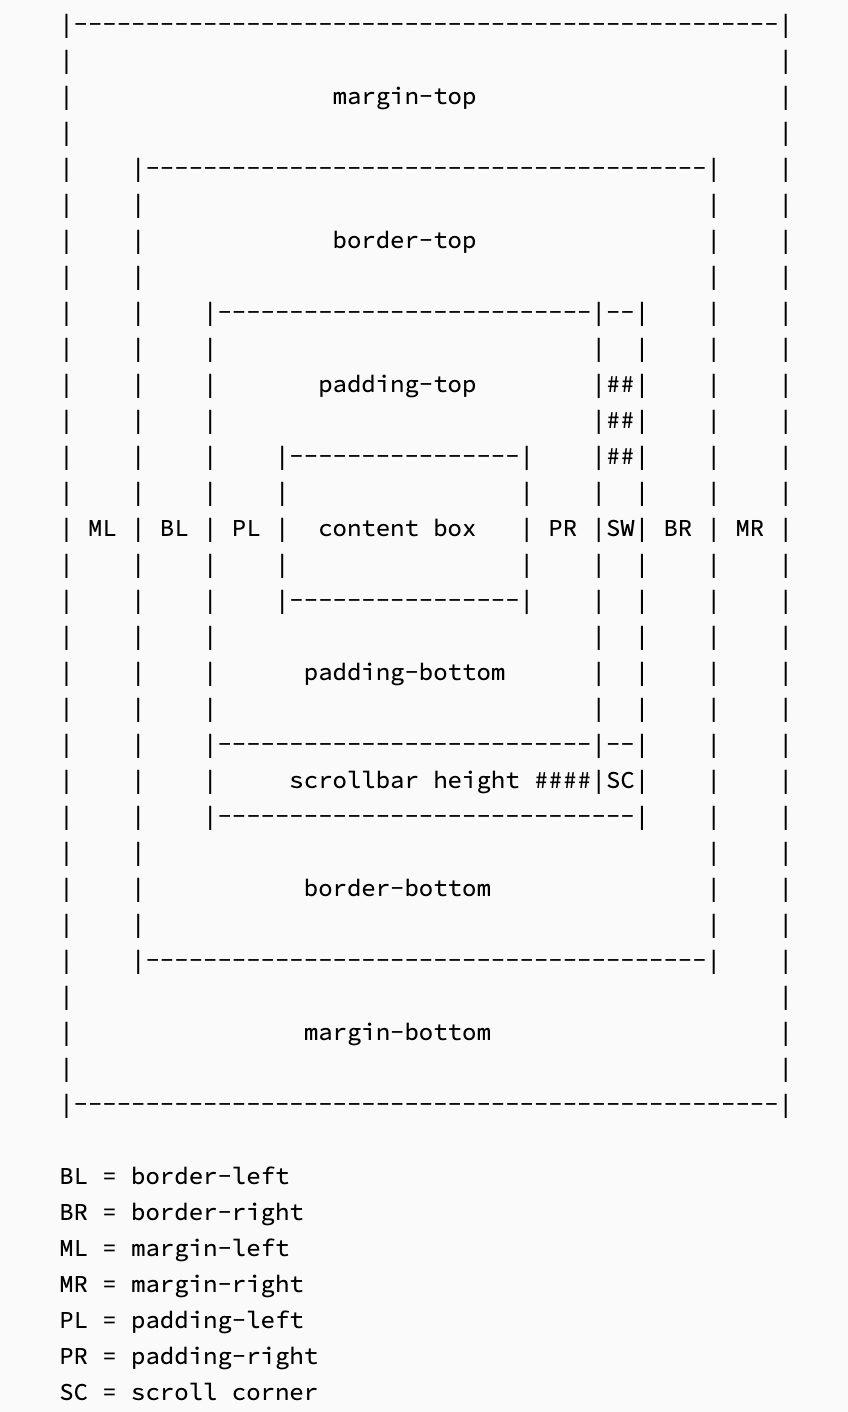 |-------------------------------------------------|
|                                                 |
|                  margin-top                     |
|                                                 |
|    |---------------------------------------|    |
|    |                                       |    |
|    |             border-top                |    |
|    |                                       |    |
|    |    |--------------------------|--|    |    |
|    |    |                          |  |    |    |
|    |    |       padding-top        |##|    |    |
|    |    |                          |##|    |    |
|    |    |    |----------------|    |##|    |    |
|    |    |    |                |    |  |    |    |
| ML | BL | PL |  content box   | PR |SW| BR | MR |
|    |    |    |                |    |  |    |    |
|    |    |    |----------------|    |  |    |    |
|    |    |                          |  |    |    |
|    |    |      padding-bottom      |  |    |    |
|    |    |                          |  |    |    |
|    |    |--------------------------|--|    |    |
|    |    |     scrollbar height ####|SC|    |    |
|    |    |-----------------------------|    |    |
|    |                                       |    |
|    |           border-bottom               |    |
|    |                                       |    |
|    |---------------------------------------|    |
|                                                 |
|                margin-bottom                    |
|                                                 |
|-------------------------------------------------|
BL = border-left
BR = border-right
ML = margin-left
MR = margin-right
PL = padding-left
PR = padding-right
SC = scroll corner